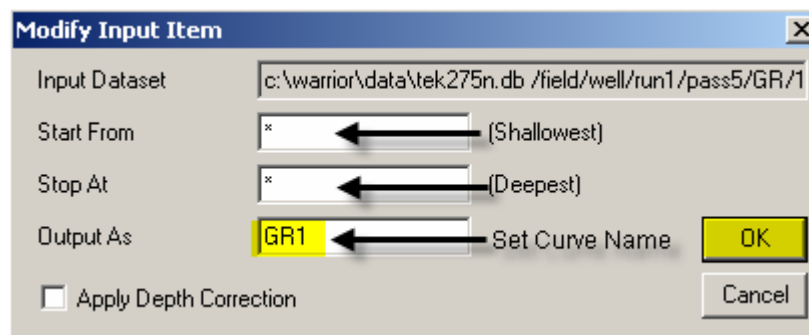 Modify Input Item
Input Dataset c:\warrior\data\tek275n.db /field/well/run1/pass5/GR/1
Start From * (Shallowest)
Stop At * (Deepest)
Output As GR1 Set Curve Name OK
Apply Depth Correction Cancel